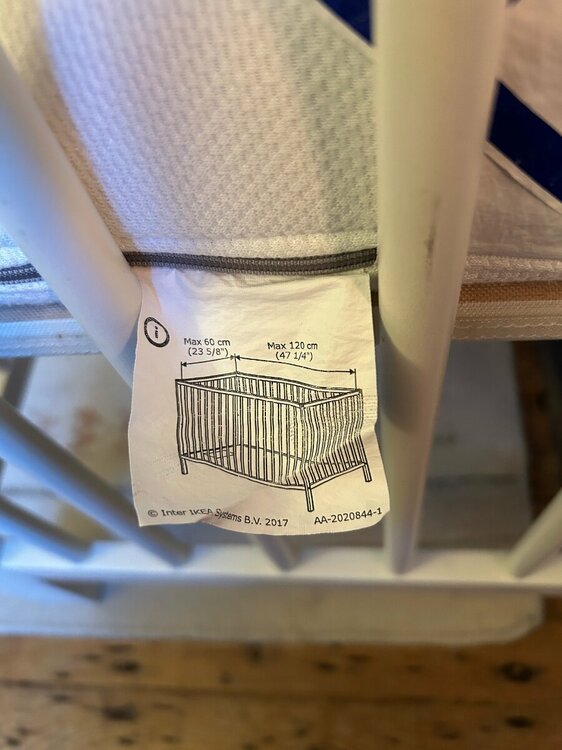 i
Max 60 cm
(23 5/8")
Max 120 cm
(47 1/4")
© Inter IKEA Systems B.V. 2017
AA-2020844-1